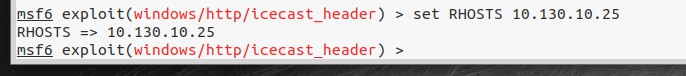 msf6 exploit(windows/http/icecast_header) > set RHOSTS 10.130.10.25
RHOSTS => 10.130.10.25
msf6 exploit(windows/http/icecast_header) >